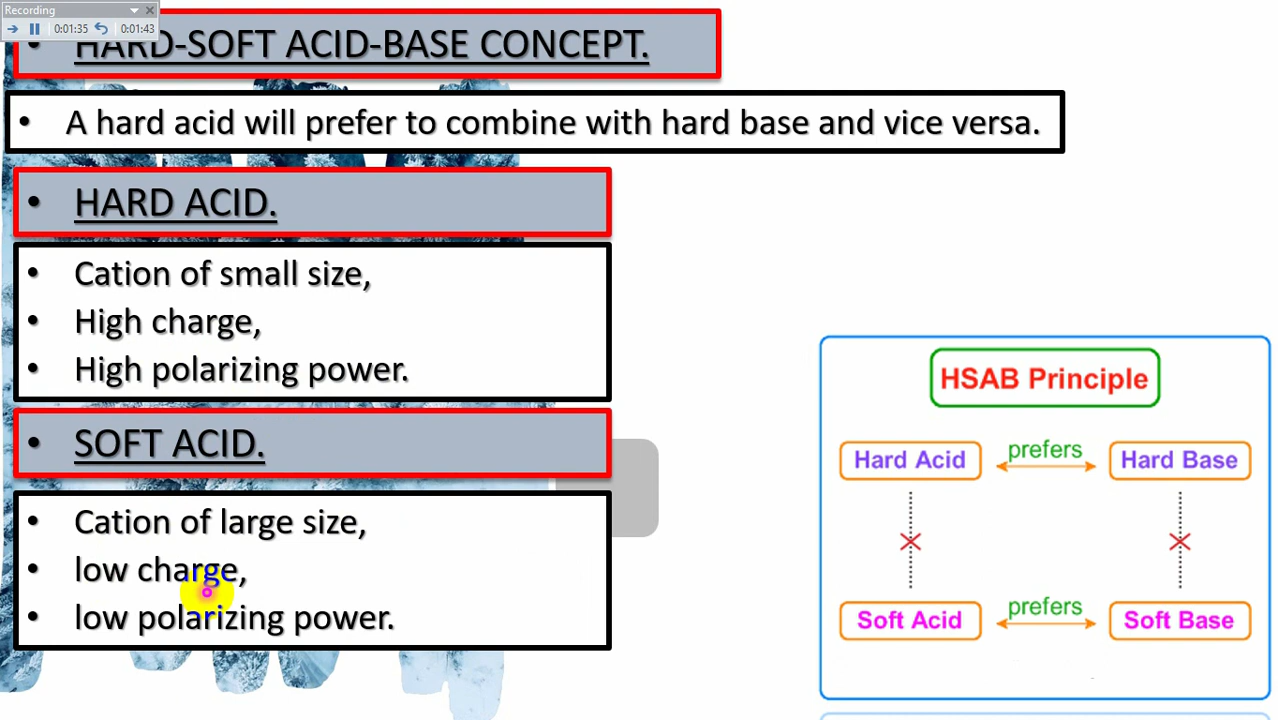 Recording
0:01:35 0:01:43
• HARD-SOFT ACID-BASE CONCEPT.
• A hard acid will prefer to combine with hard base and vice versa.
• HARD ACID.
• Cation of small size,
• High charge,
• High polarizing power.
• SOFT ACID.
• Cation of large size,
• low charge,
• low polarizing power.
HSAB Principle
Hard Acid prefers Hard Base
Soft Acid prefers Soft Base